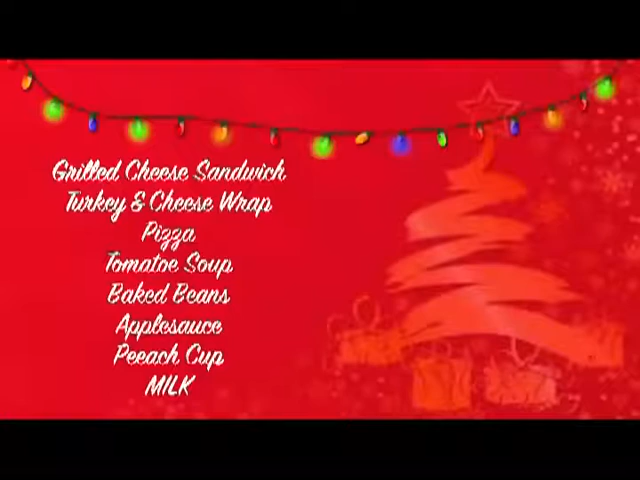 Grilled Cheese Sandwich
Turkey & Cheese Wrap
Pizza
Tomatoe Soup
Baked Beans
Applesauce
Peeach Cup
MILK